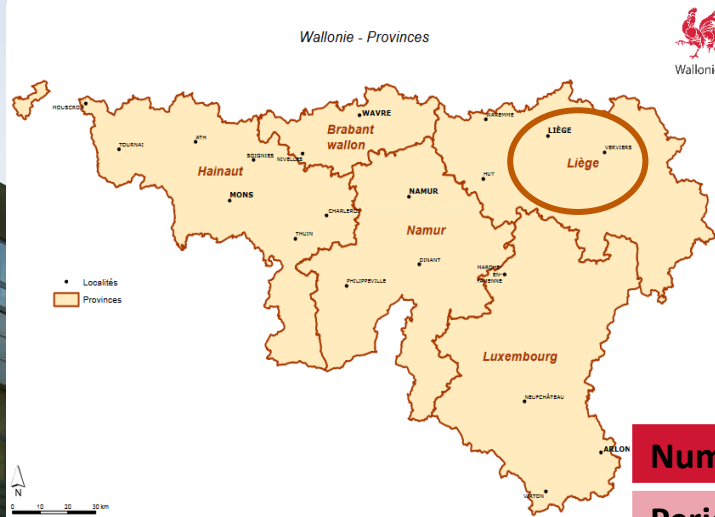 Wallonie - Provinces
Wallonie
MOUSCRON
TOURNAI
ATH
Hainaut
MONS
SOIGNIES
NIVELLES
Brabant
wallon
WAVRE
CHARLEROI
THUIN
NAMUR
Namur
DINANT
PHILIPPEVILLE
WAREMME
LIÈGE
VERVIERS
Liège
HUY
MARCHE-
EN-
FAMENNE
Luxembourg
NEUFCHÂTEAU
ARLON
VIRTON
Localités
Provinces
N
0 10 20 30 km
Num
Peri